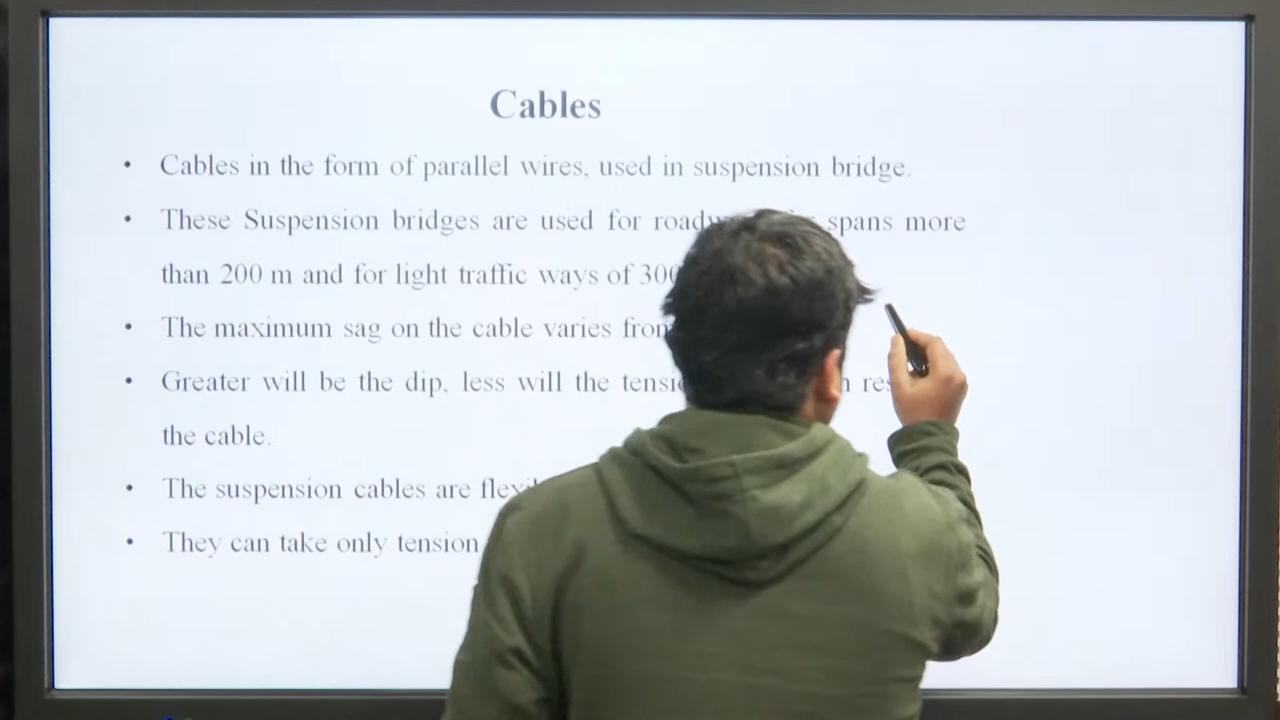 Cables
• Cables in the form of parallel wires, used in suspension bridge.
• These Suspension bridges are used for spans more
than 200 m and for light traffic ways of
• The maximum sag on the cable varies
• Greater will be the dip, less will the
the cable.
• The suspension cables are
• They can take only tension